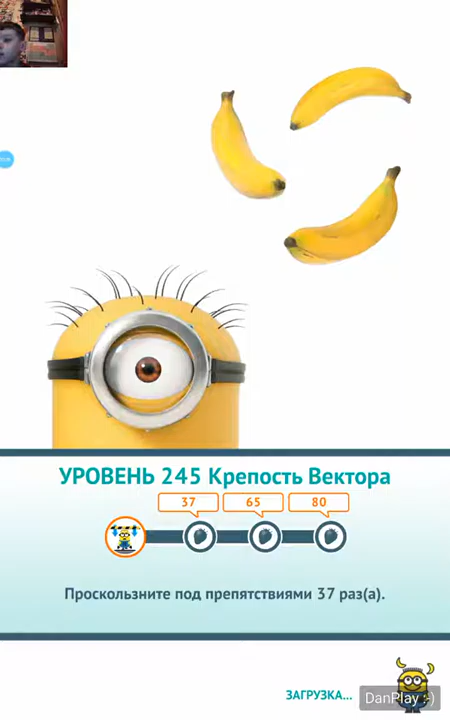 УРОВЕНЬ 245 Крепость Вектора
37 65 80
Проскользните под препятствиями 37 раз(а).
ЗАГРУЗКА...
DanPlay :-)